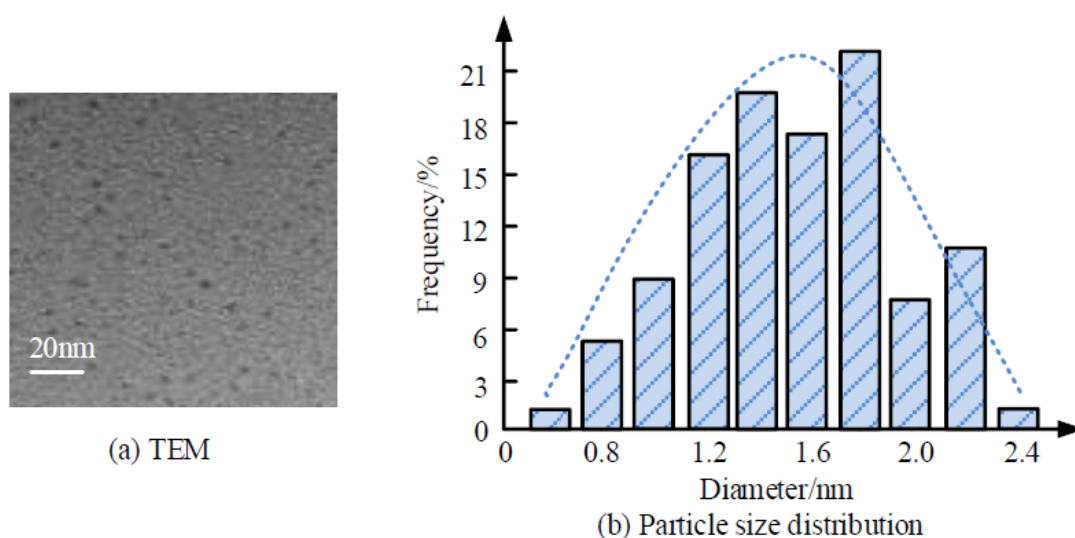 20nm
(a) TEM
Frequency/%
21
18
15
12
9
6
3
0
0 0.8 1.2 1.6 2.0 2.4
Diameter/nm
(b) Particle size distribution